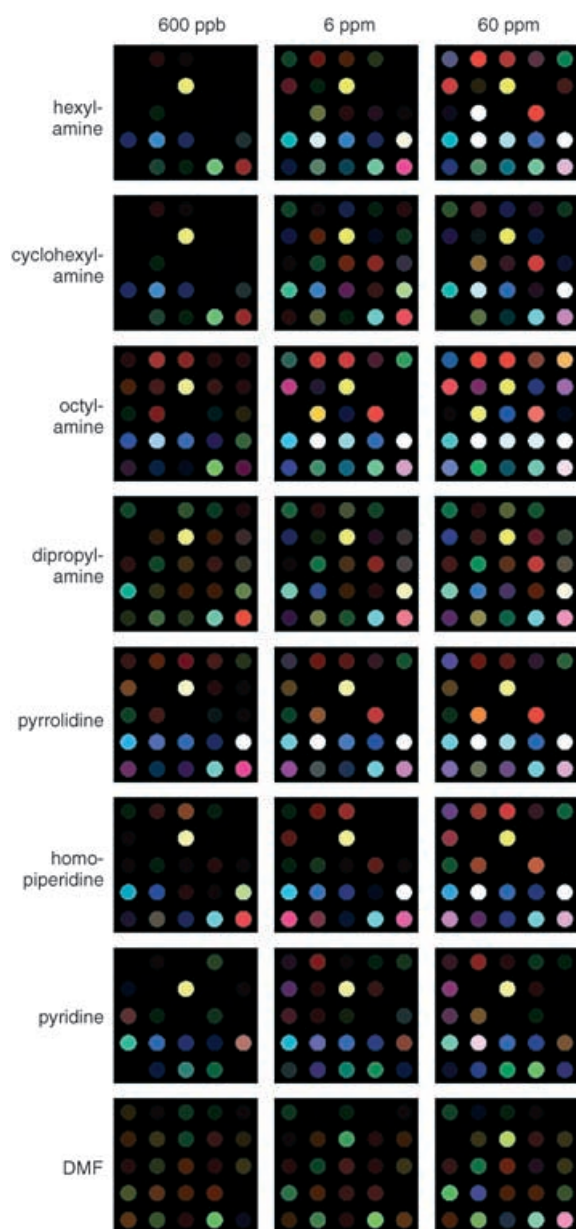 600 ppb
6 ppm
60 ppm
hexyl-
amine
cyclohexyl-
amine
octyl-
amine
dipropyl-
amine
pyrrolidine
homo-
piperidine
pyridine
DMF